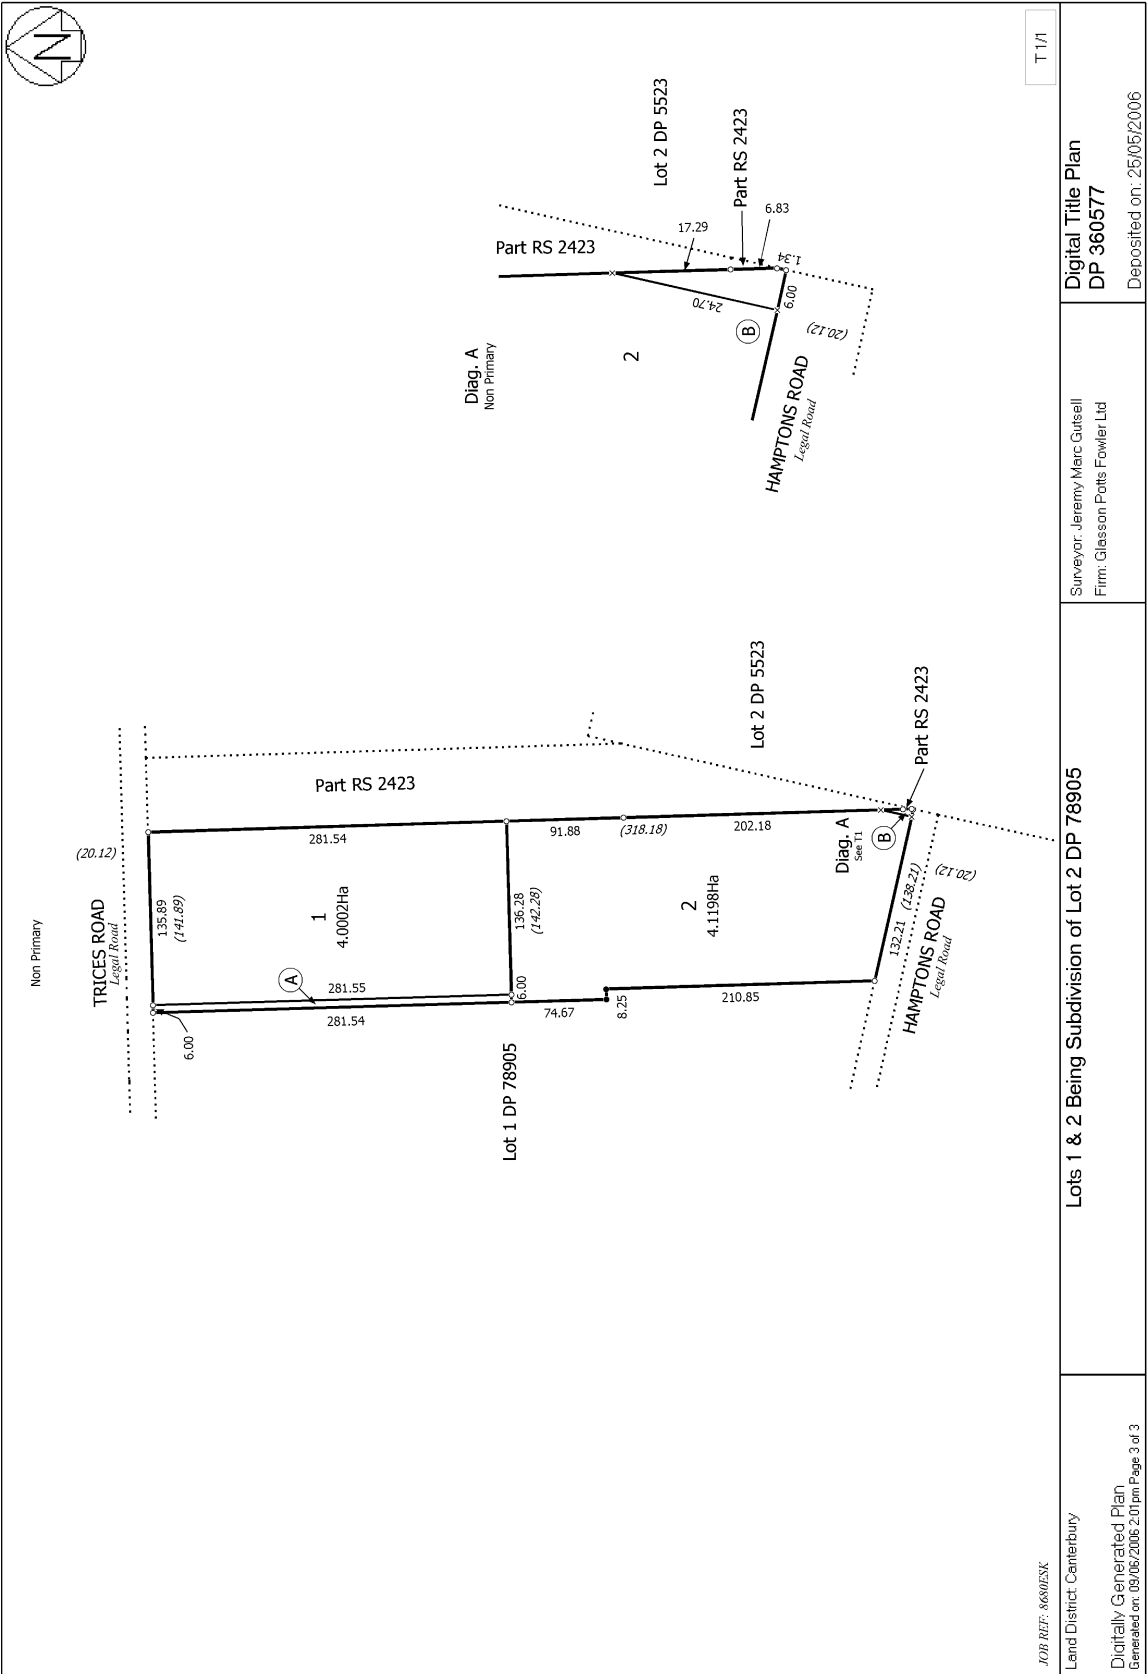 N
T 1/1
Non Primary
TRICES ROAD
Legal Road
(20.12)
135.89
(141.89)
Part RS 2423
281.54
1
4.0002Ha
A
281.55
281.54
6.00
91.88
(318.18)
202.18
136.28
(142.28)
6.00
2
4.1198Ha
74.67
8.25
210.85
Lot 1 DP 78905
Lot 2 DP 5523
Part RS 2423
Diag. A
See T1
B
132.21
(138.21)
(20.12)
HAMPTONS ROAD
Legal Road
Diag. A
Non Primary
Part RS 2423
Lot 2 DP 5523
Part RS 2423
17.29
6.83
1.34
24.70
6.00
B
2
(20.12)
HAMPTONS ROAD
Legal Road
JOB REF: 8680ESK
Land District: Canterbury
Digitally Generated Plan
Generated on: 09/06/2006 2:01pm Page 3 of 3
Lots 1 & 2 Being Subdivision of Lot 2 DP 78905
Surveyor: Jeremy Marc Gutsell
Firm: Glasson Potts Fowler Ltd
Digital Title Plan
DP 360577
Deposited on: 25/05/2006